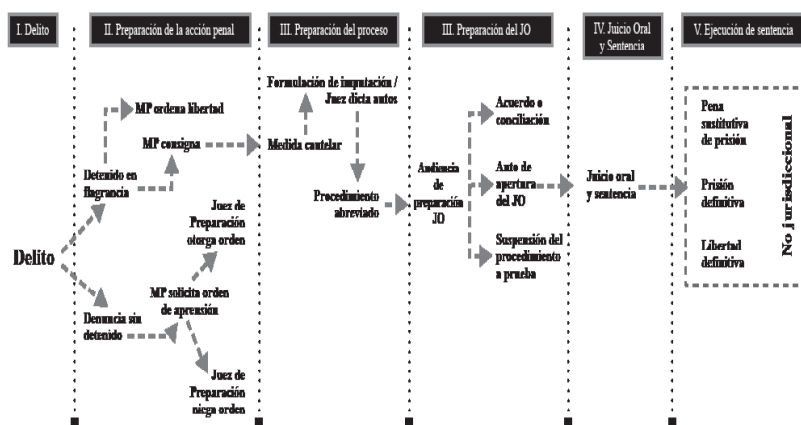 I. Delito
II. Preparación de la acción penal
III. Preparación del proceso
III. Preparación del JO
IV. Juicio Oral
y Sentencia
V. Ejecución de sentencia
Delito
MP ordena libertad
MP consigna
Detenido en
flagrancia
Juez de
Preparación
otorga orden
MP solicita orden
de aprensión
Denuncia sin
detenido
Juez de
Preparación
niega orden
Formulación de imputación /
Juez dicta autos
Medida cautelar
Procedimiento
abreviado
Audiencia
de
preparación
JO
Acuerdo o
conciliación
Auto de
apertura
del JO
Suspensión del
procedimiento
a prueba
Juicio oral
y sentencia
Pena
sustitutiva
de prisión
Prisión
definitiva
Libertad
definitiva
No jurisdiccional